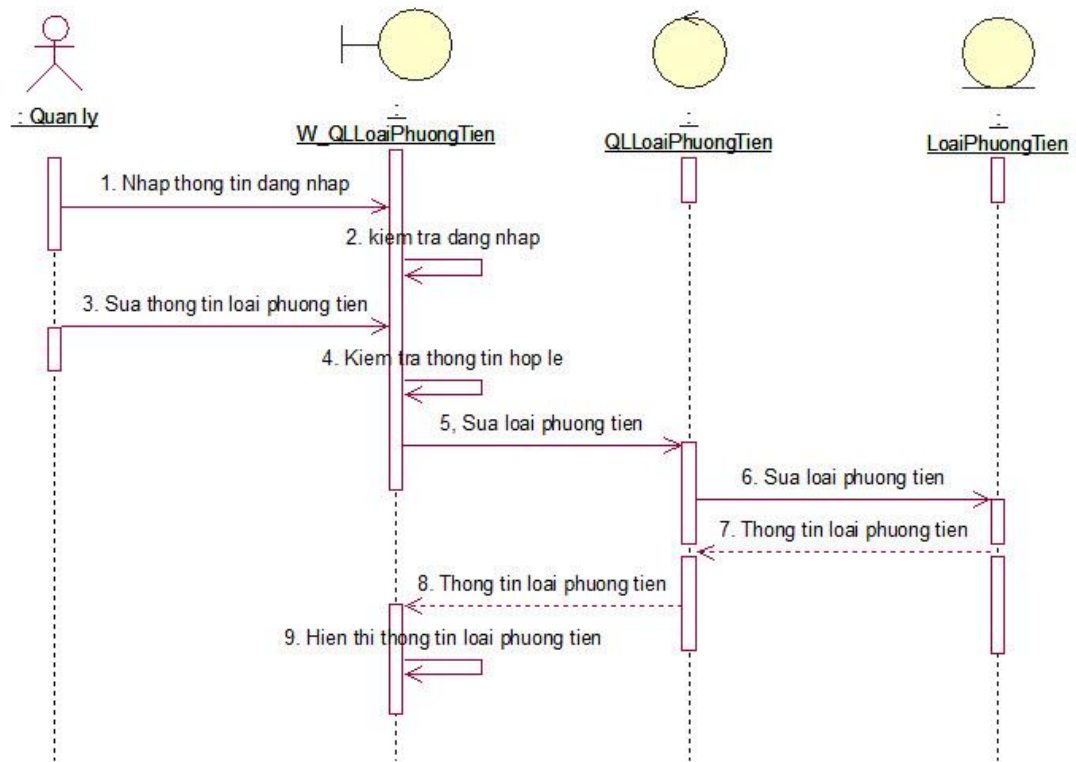 : Quan ly
:
W_QLLoaiPhuongTien
:
QLLoaiPhuongTien
:
LoaiPhuongTien
1. Nhap thong tin dang nhap
2. kiem tra dang nhap
3. Sua thong tin loai phuong tien
4. Kiem tra thong tin hop le
5, Sua loai phuong tien
6. Sua loai phuong tien
7. Thong tin loai phuong tien
8. Thong tin loai phuong tien
9. Hien thi thong tin loai phuong tien